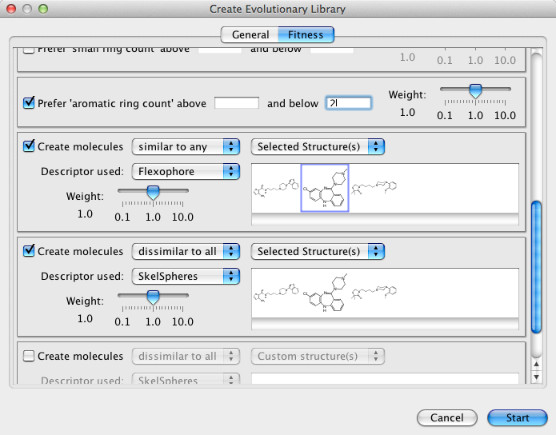 Create Evolutionary Library
General Fitness
Prefer 'small ring count' above and below
1.0 0.1 1.0 10.0
Prefer 'aromatic ring count' above and below 2
Weight:
1.0 0.1 1.0 10.0
Create molecules similar to any Selected Structure(s)
Descriptor used: Flexophore
Weight:
1.0 0.1 1.0 10.0
Create molecules dissimilar to all Selected Structure(s)
Descriptor used: SkelSpheres
Weight:
1.0 0.1 1.0 10.0
Create molecules dissimilar to all Custom structure(s)
Descriptor used: SkelSpheres
Cancel Start